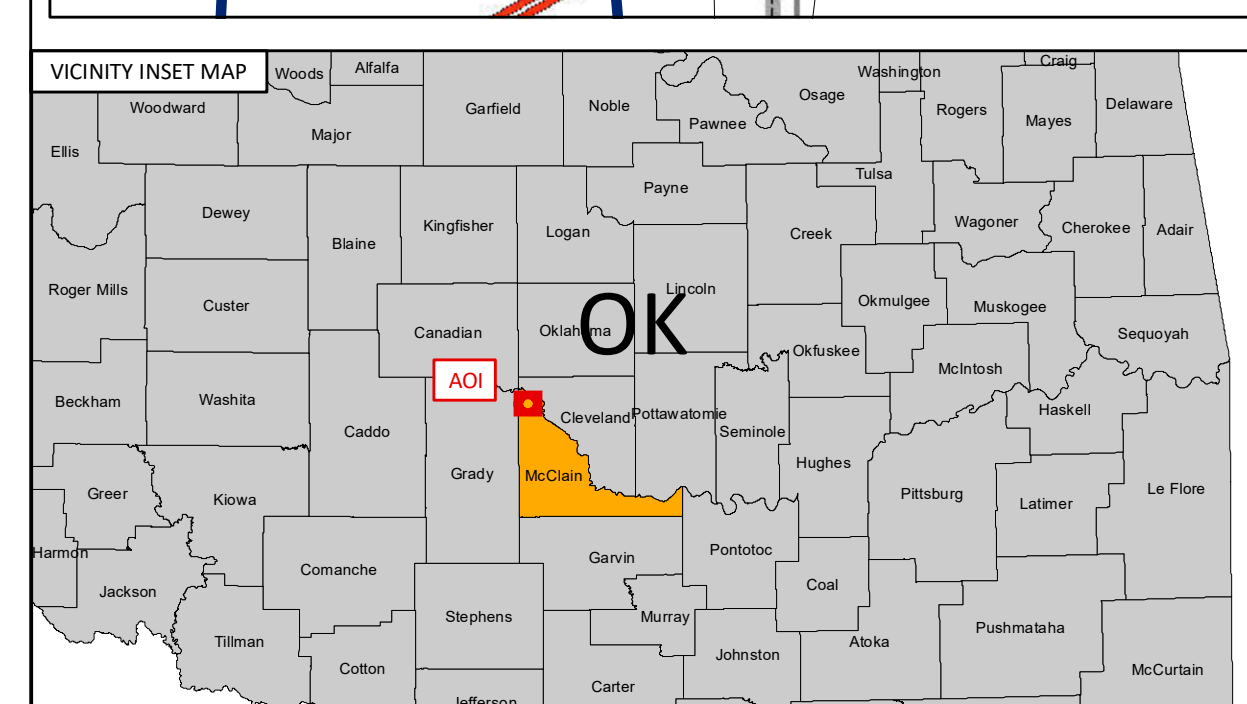 VICINITY INSET MAP
Woods
Alfalfa
Washington
Craig
Woodward
Major
Garfield
Noble
Osage
Pawnee
Rogers
Mayes
Delaware
Ellis
Dewey
Blaine
Kingfisher
Logan
Payne
Tulsa
Creek
Wagoner
Cherokee
Adair
Roger Mills
Custer
Canadian
Oklahoma
OK
Lincoln
Okmulgee
Muskogee
Sequoyah
Okfuskee
McIntosh
AOI
Beckham
Washita
Caddo
Cleveland
Pottawatomie
Seminole
Haskell
Hughes
Grady
McClain
Greer
Kiowa
Pittsburg
Latimer
Le Flore
Harmon
Jackson
Comanche
Garvin
Pontotoc
Coal
Stephens
Murray
Tillman
Cotton
Johnston
Atoka
Pushmataha
McCurtain
Carter
Jefferson